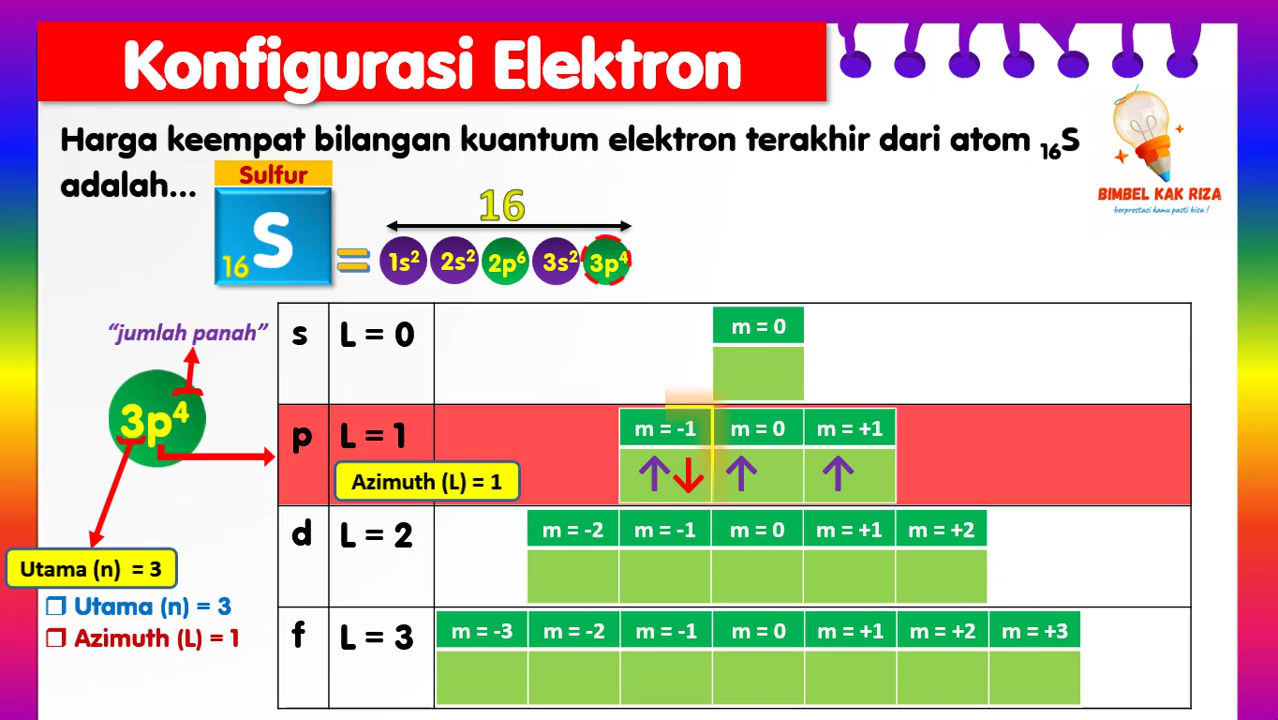 Konfigurasi Elektron
Harga keempat bilangan kuantum elektron terakhir dari atom ₁₆S
adalah...
Sulfur
16
S
16
=
1s² 2s² 2p⁶ 3s² 3p⁴
BIMBEL KAK RIZA
berprestasi kamu pasti bisa !
"jumlah panah"
3p⁴
s L = 0
m = 0
p L = 1
m = -1 m = 0 m = +1
↑↓ ↑ ↑
Azimuth (L) = 1
d L = 2
m = -2 m = -1 m = 0 m = +1 m = +2
Utama (n) = 3
❒ Utama (n) = 3
❒ Azimuth (L) = 1
f L = 3
m = -3 m = -2 m = -1 m = 0 m = +1 m = +2 m = +3